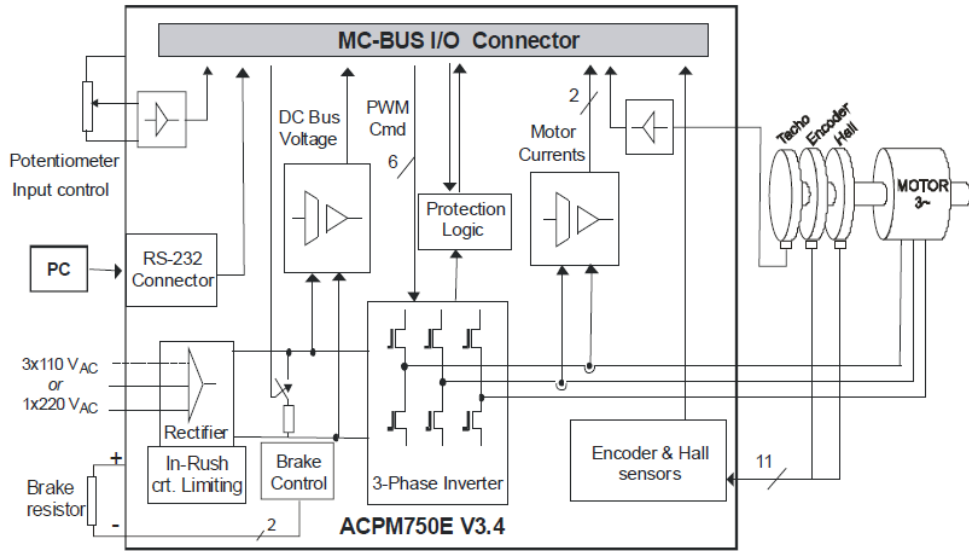 MC-BUS I/O Connector
DC Bus
Voltage
PWM
Cmd
6
2
Motor
Currents
Potentiometer
Input control
Protection
Logic
Tacho
Encoder
Hall
MOTOR
3~
PC
RS-232
Connector
3x110 VAC
or
1x220 VAC
Rectifier
In-Rush
crt. Limiting
Brake
Control
3-Phase Inverter
Encoder & Hall
sensors
11
+
Brake
resistor
-
2
ACPM750E V3.4